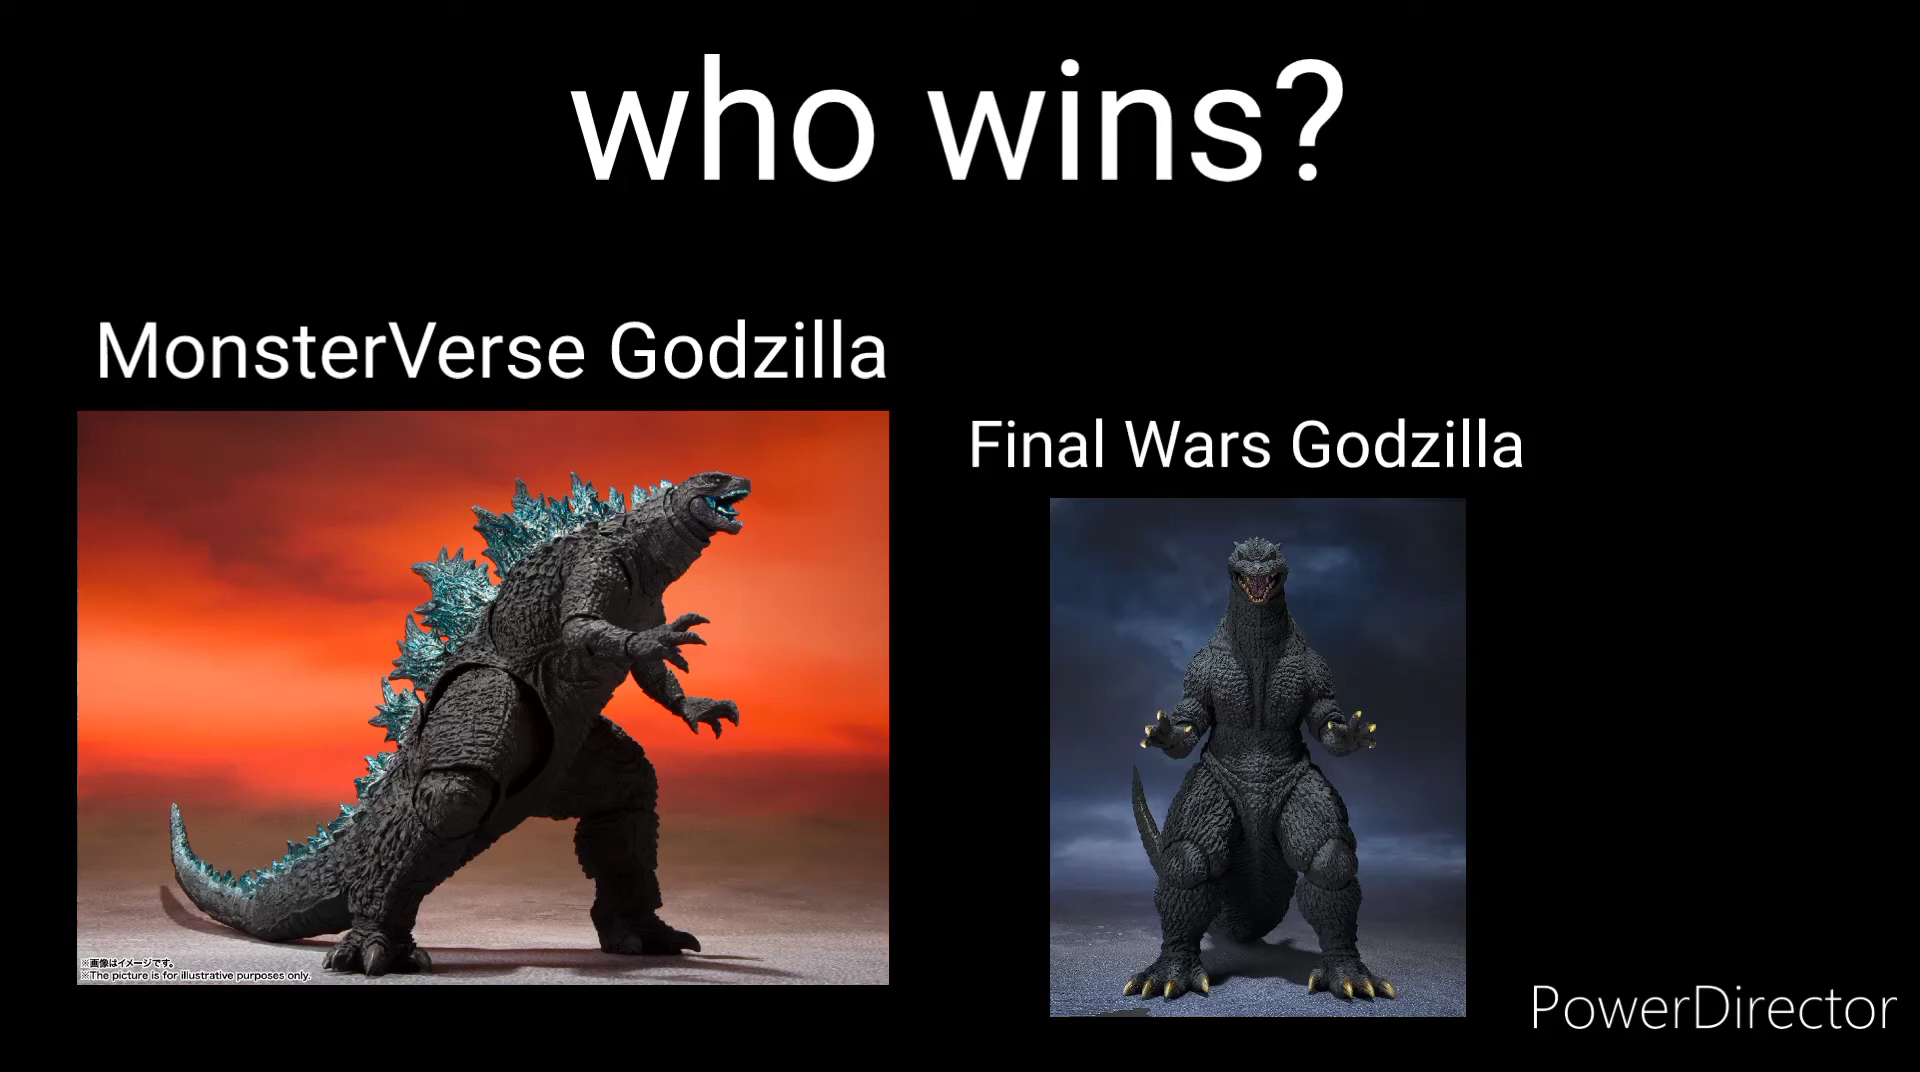 who wins?
MonsterVerse Godzilla
Final Wars Godzilla
※画像はイメージです。
※The picture is for illustrative purposes only.
PowerDirector